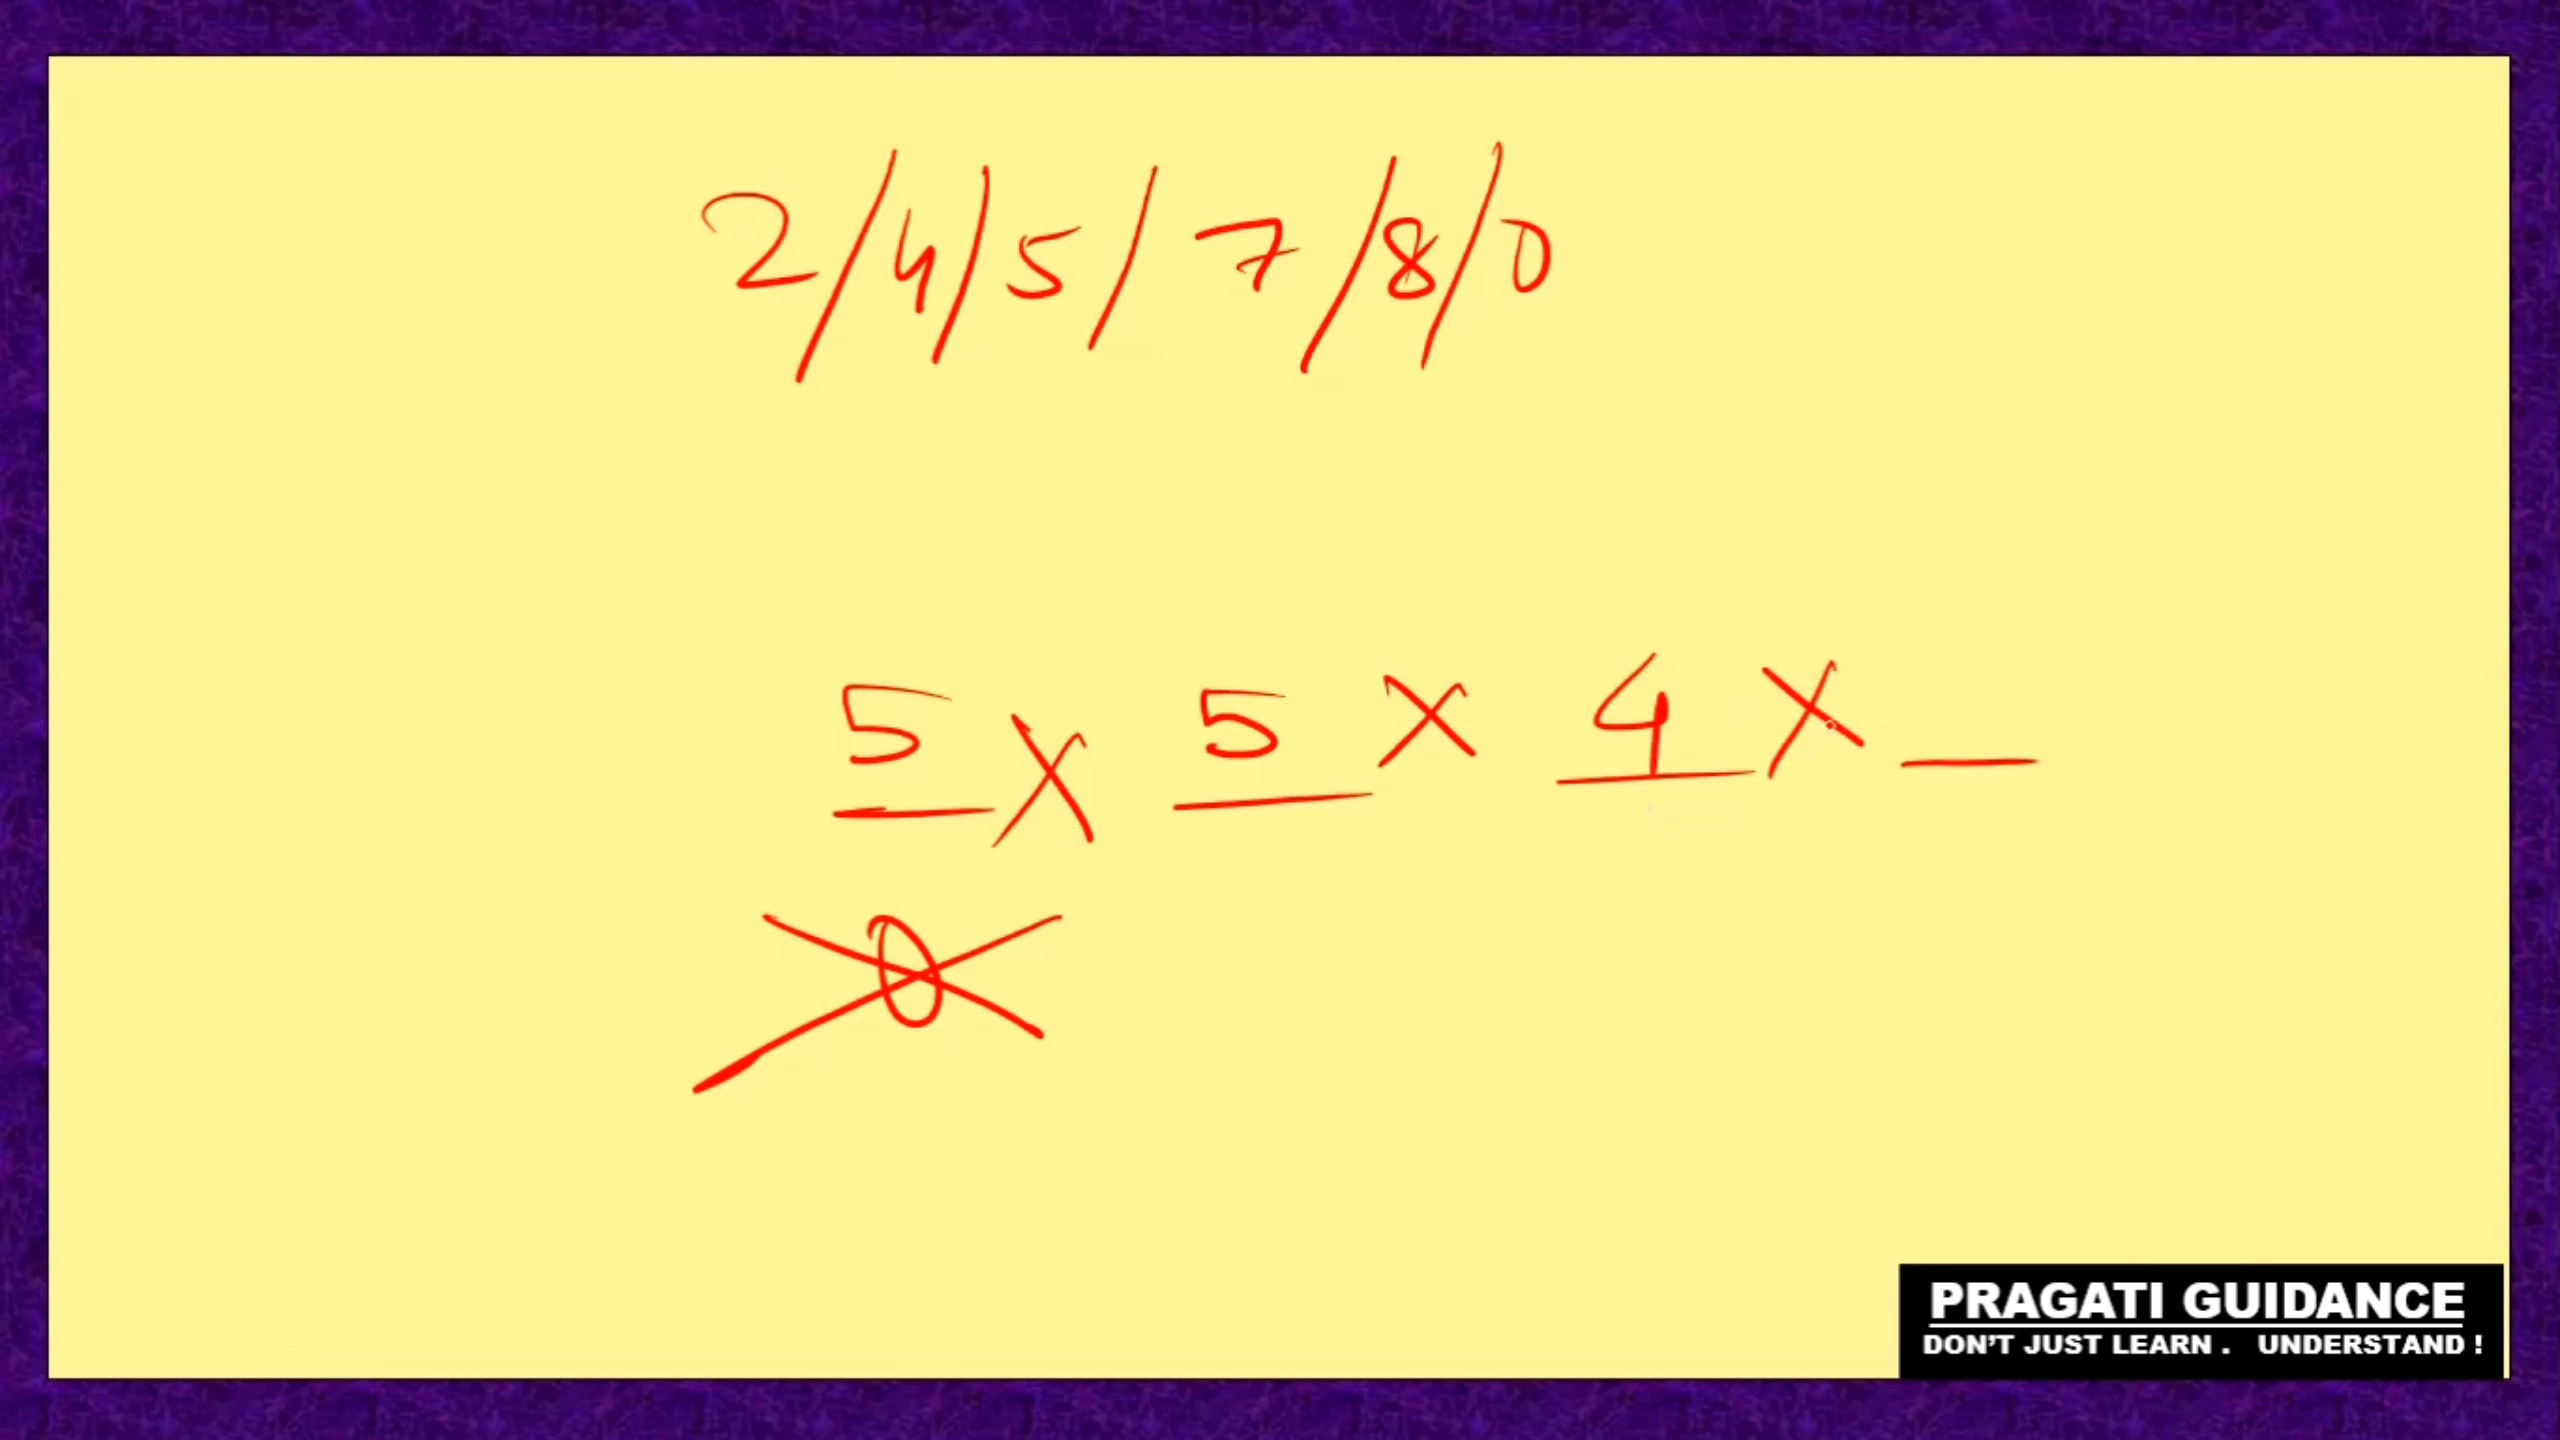 2/4/5/7/8/0
5 X 5 X 4 X _
0
PRAGATI GUIDANCE
DON'T JUST LEARN. UNDERSTAND!